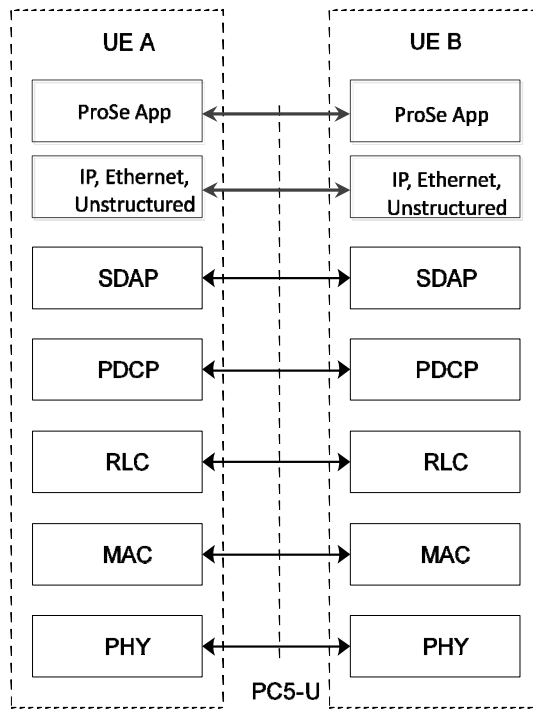 UE A
UE B
ProSe App
ProSe App
IP, Ethernet,
Unstructured
IP, Ethernet,
Unstructured
SDAP
SDAP
PDCP
PDCP
RLC
RLC
MAC
MAC
PHY
PHY
PC5-U